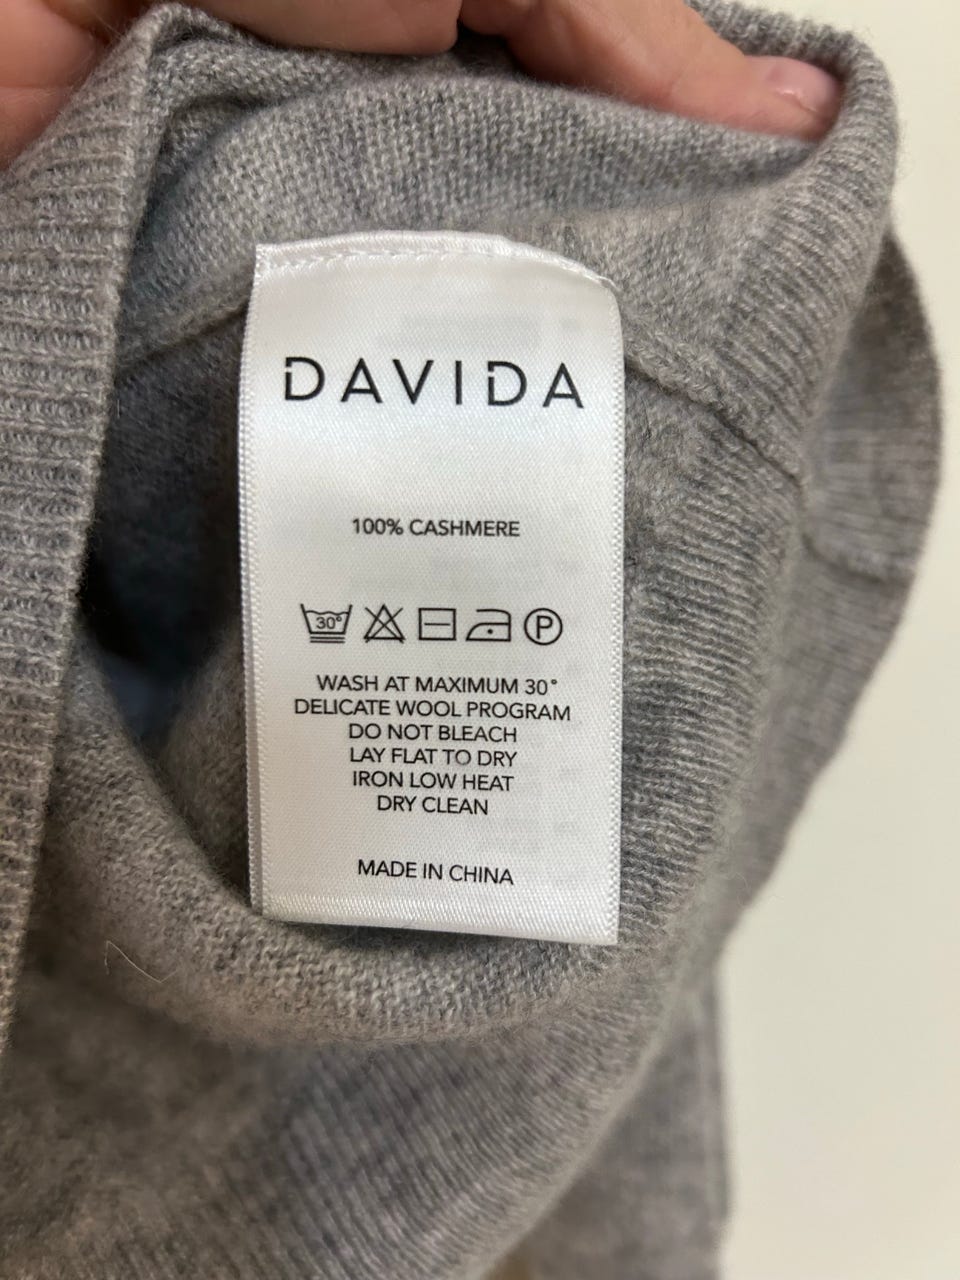 DAVIDA
100% CASHMERE
30° P
WASH AT MAXIMUM 30°
DELICATE WOOL PROGRAM
DO NOT BLEACH
LAY FLAT TO DRY
IRON LOW HEAT
DRY CLEAN
MADE IN CHINA